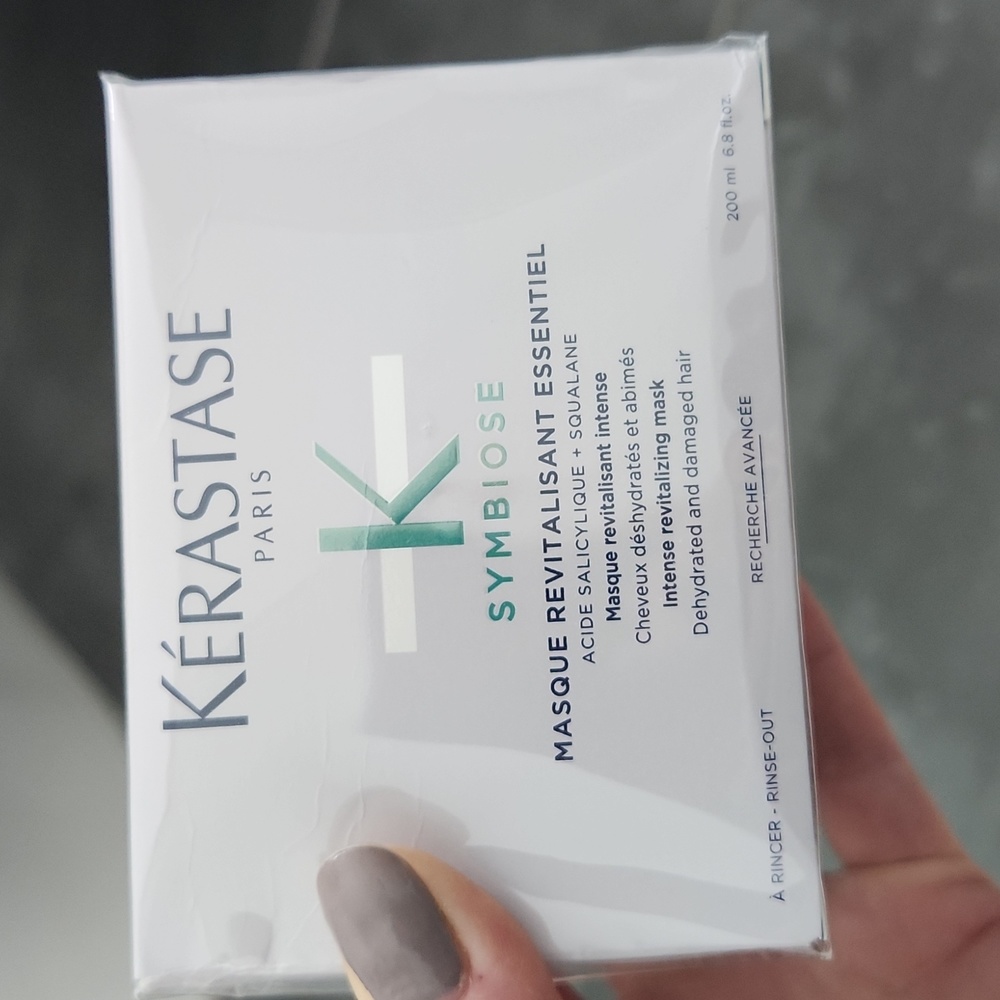 KÉRASTASE
PARIS
K
SYMBIOSE
MASQUE REVITALISANT ESSENTIEL
ACIDE SALICYLIQUE + SQUALANE
Masque revitalisant intense
Cheveux déshydratés et abimés
Intense revitalizing mask
Dehydrated and damaged hair
RECHERCHE AVANCÉE
À RINCER - RINSE-OUT
200 ml 6.8 fl.oz.